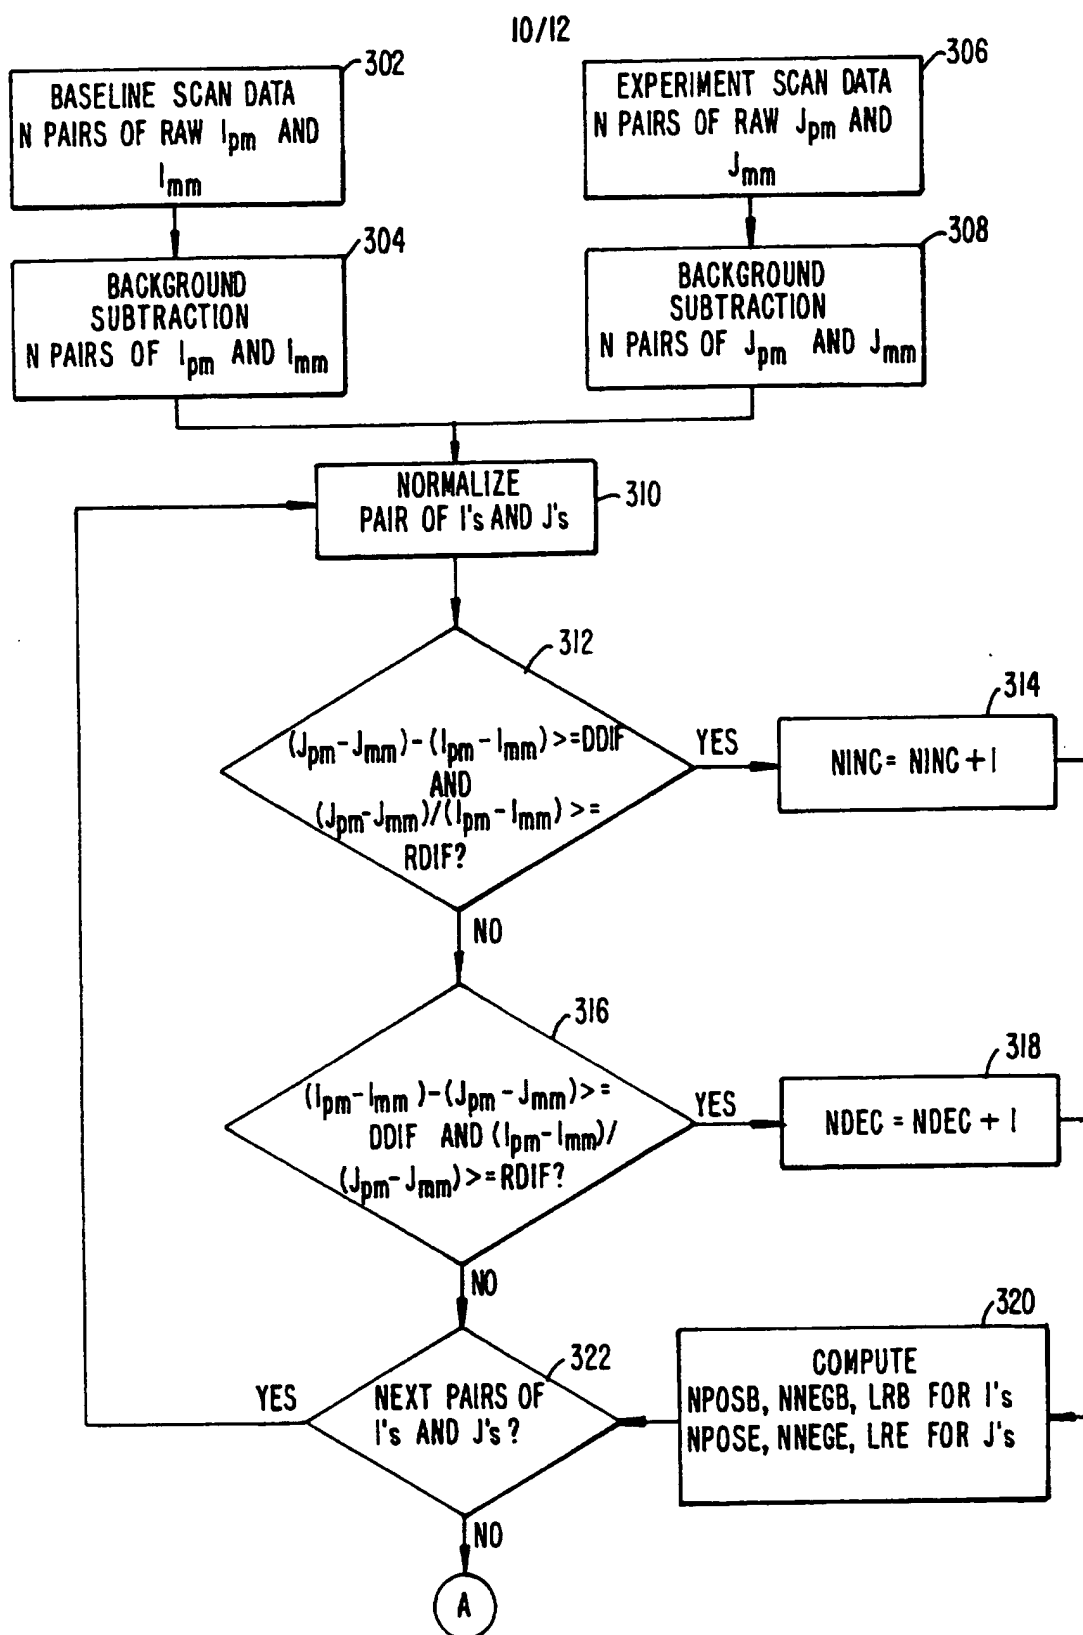 10/12
302
BASELINE SCAN DATA
N PAIRS OF RAW Ipm AND
Imm
306
EXPERIMENT SCAN DATA
N PAIRS OF RAW Jpm AND
Jmm
304
BACKGROUND
SUBTRACTION
N PAIRS OF Ipm AND Imm
308
BACKGROUND
SUBTRACTION
N PAIRS OF Jpm AND Jmm
NORMALIZE
PAIR OF I's AND J's
310
312
(Jpm-Jmm)-(Ipm-Imm)>=DDIF
AND
(Jpm-Jmm)/(Ipm-Imm)>=
RDIF?
YES
314
NINC=NINC+1
NO
316
(Ipm-Imm)-(Jpm-Jmm)>=
DDIF AND (Ipm-Imm)/
(Jpm-Jmm)>=RDIF?
YES
318
NDEC=NDEC+1
NO
322
YES
NEXT PAIRS OF
I's AND J's?
320
COMPUTE
NPOSB, NNEGB, LRB FOR I's
NPOSE, NNEGE, LRE FOR J's
NO
A